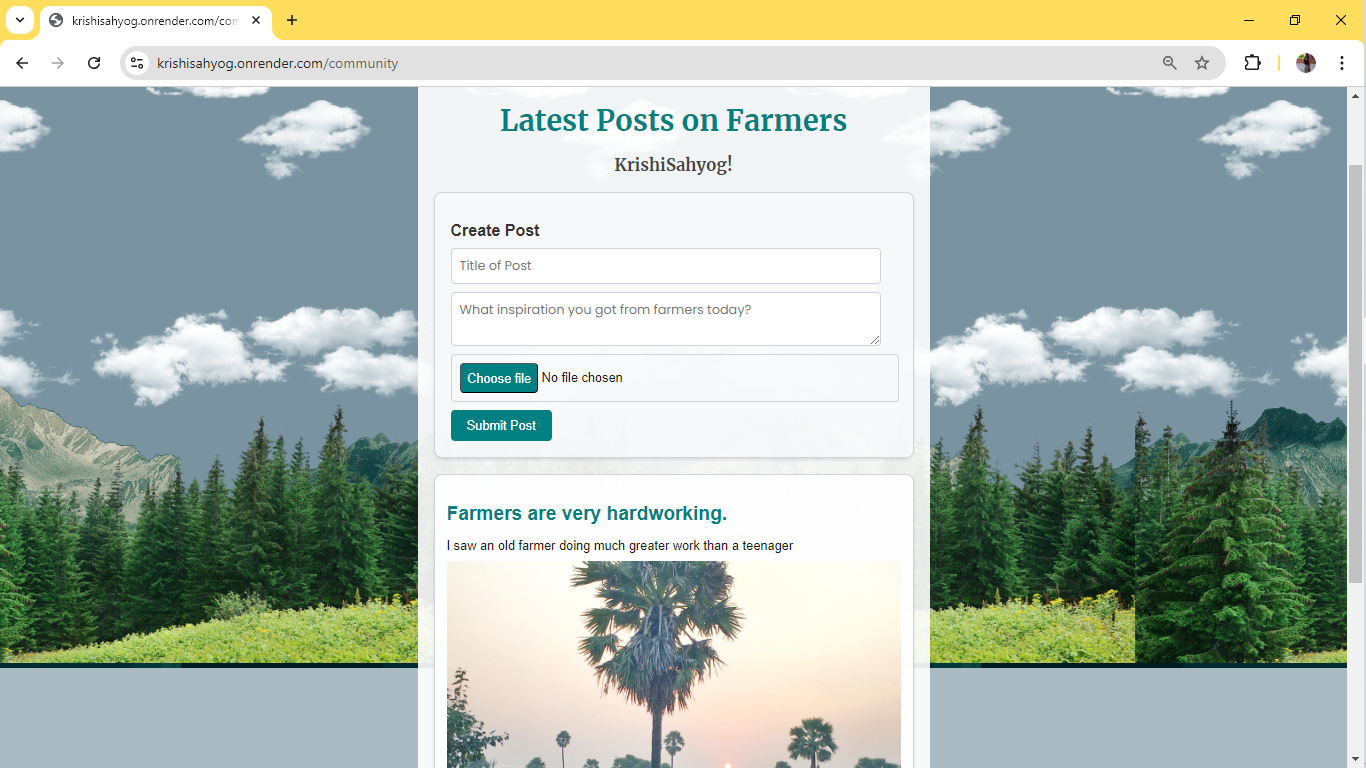 krishisahyog.onrender.com/com
krishisahyog.onrender.com/community
Latest Posts on Farmers
KrishiSahyog!
Create Post
Title of Post
What inspiration you got from farmers today?
Choose file No file chosen
Submit Post
Farmers are very hardworking.
I saw an old farmer doing much greater work than a teenager